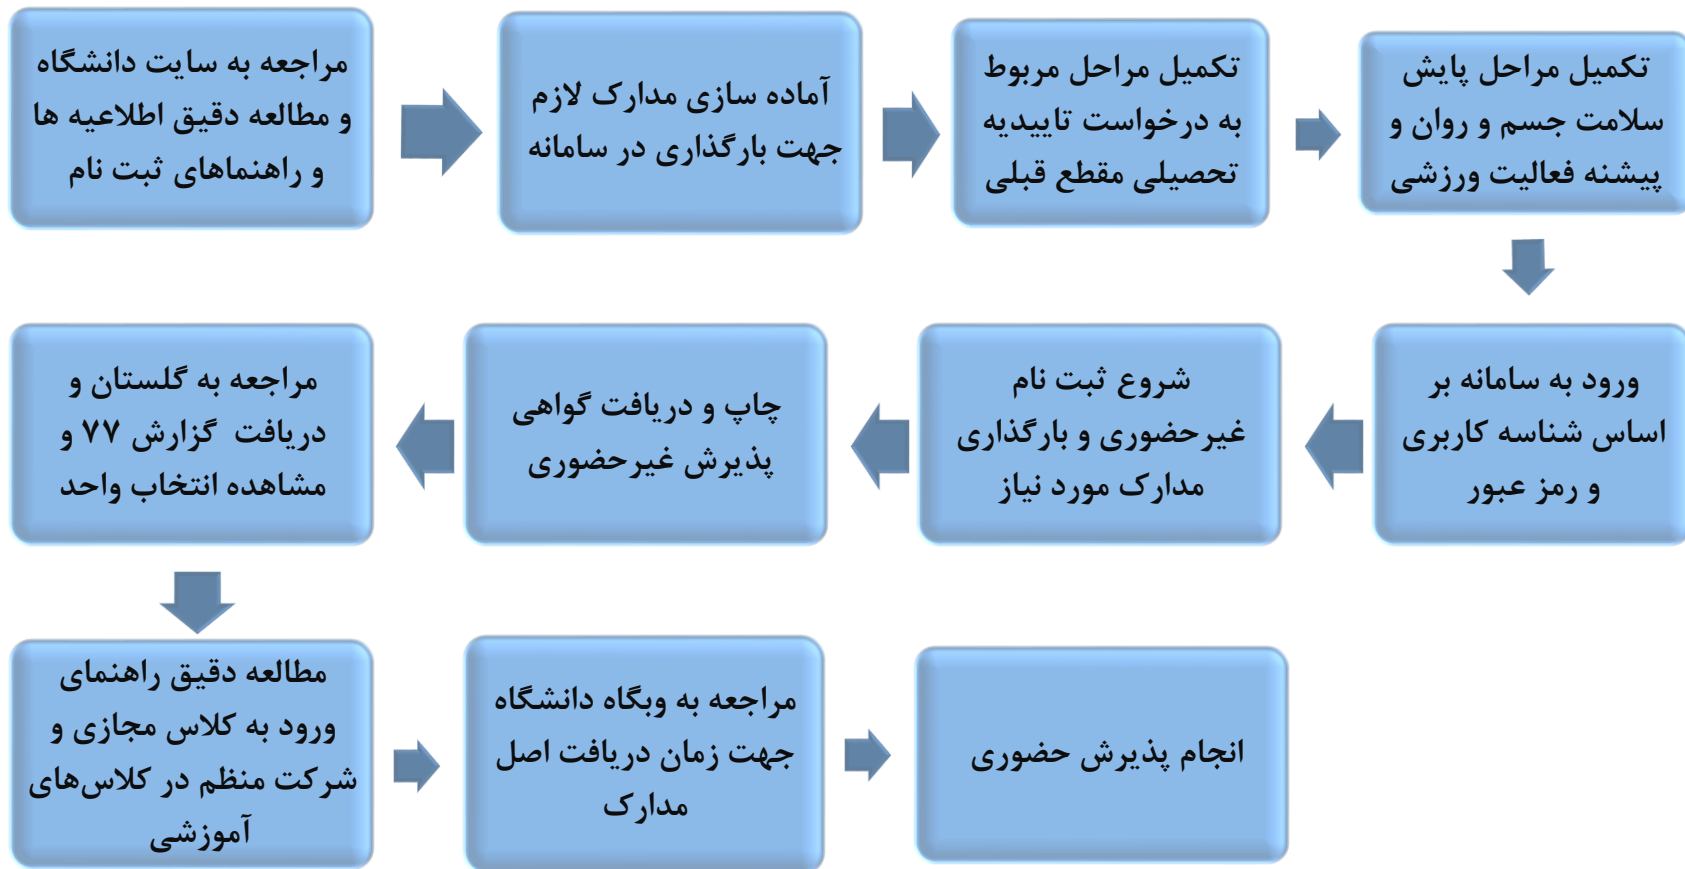 مراجعه به سایت دانشگاه
و مطالعه دقیق اطلاعیه ها
و راهنماهای ثبت نام
آماده سازی مدارک لازم
جهت بارگذاری در سامانه
تکمیل مراحل مربوط
به درخواست تاییدیه
تحصیلی مقطع قبلی
تکمیل مراحل پایش
سلامت جسم و روان و
پیشنه فعالیت ورزشی
ورود به سامانه بر
اساس شناسه کاربری
و رمز عبور
شروع ثبت نام
غیرحضوری و بارگذاری
مدارک مورد نیاز
چاپ و دریافت گواهی
پذیرش غیرحضوری
مراجعه به گلستان و
دریافت گزارش ۷۷ و
مشاهده انتخاب واحد
مطالعه دقیق راهنمای
ورود به کلاس مجازی و
شرکت منظم در کلاس‌های
آموزشی
مراجعه به وبگاه دانشگاه
جهت زمان دریافت اصل
مدارک
انجام پذیرش حضوری